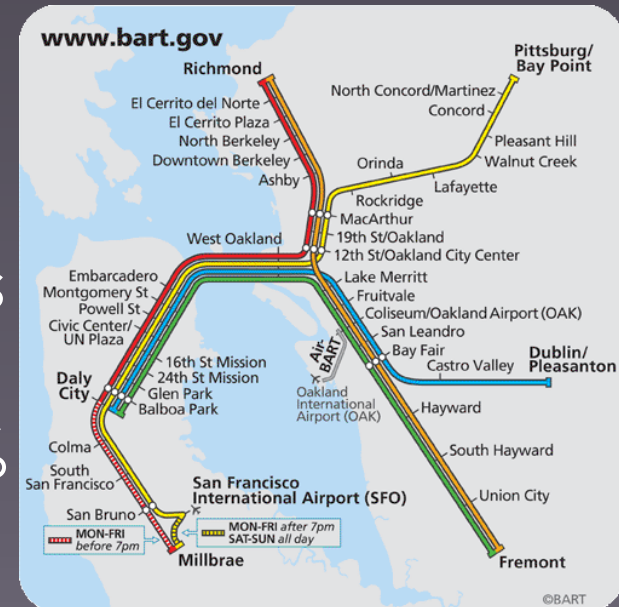 www.bart.gov
Richmond
Pittsburg/
Bay Point
El Cerrito del Norte
El Cerrito Plaza
North Berkeley
Downtown Berkeley
Ashby
North Concord/Martinez
Concord
Pleasant Hill
Walnut Creek
Orinda
Lafayette
Rockridge
MacArthur
19th St/Oakland
12th St/Oakland City Center
West Oakland
Lake Merritt
Fruitvale
Coliseum/Oakland Airport (OAK)
San Leandro
Bay Fair
Castro Valley
Dublin/
Pleasanton
Embarcadero
Montgomery St
Powell St
Civic Center/
UN Plaza
16th St Mission
24th St Mission
Glen Park
Balboa Park
Daly
City
Air-
BART
Oakland
International
Airport (OAK)
Hayward
South Hayward
Union City
Fremont
Colma
South
San Francisco
San Bruno
San Francisco
International Airport (SFO)
MON-FRI
before 7pm
MON-FRI after 7pm
SAT-SUN all day
Millbrae
©BART